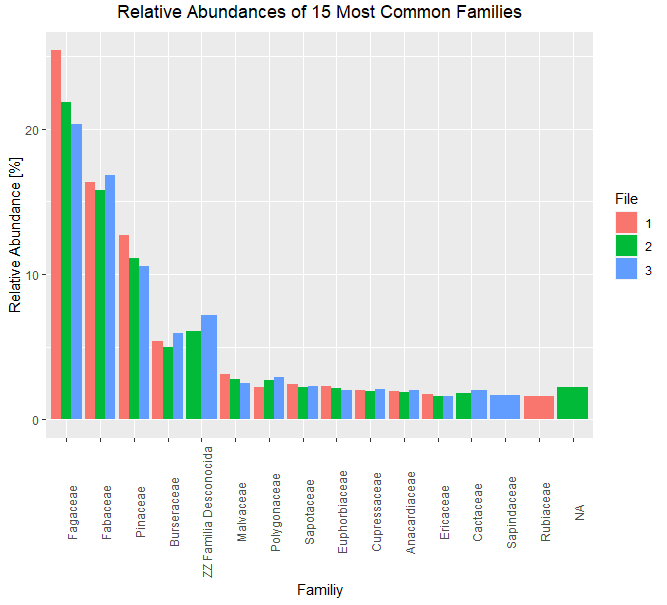 Relative Abundances of 15 Most Common Families
Relative Abundance [%]
20
10
0
Fagaceae
Fabaceae
Pinaceae
Burseraceae
ZZ Familia Desconocida
Malvaceae
Polygonaceae
Sapotaceae
Euphorbiaceae
Cupressaceae
Anacardiaceae
Ericaceae
Cactaceae
Sapindaceae
Rubiaceae
NA
Familiy
File
1
2
3